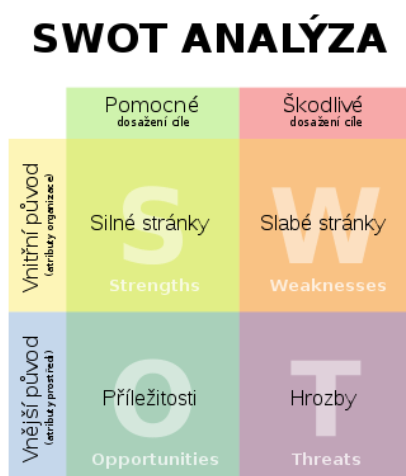 SWOT ANALÝZA
Pomocné
dosažení cíle
Škodlivé
dosažení cíle
Vnitřní původ
(atributy organizace)
S
Silné stránky
Strengths
W
Slabé stránky
Weaknesses
Vnější původ
(atributy prostředí)
O
Příležitosti
Opportunities
T
Hrozby
Threats